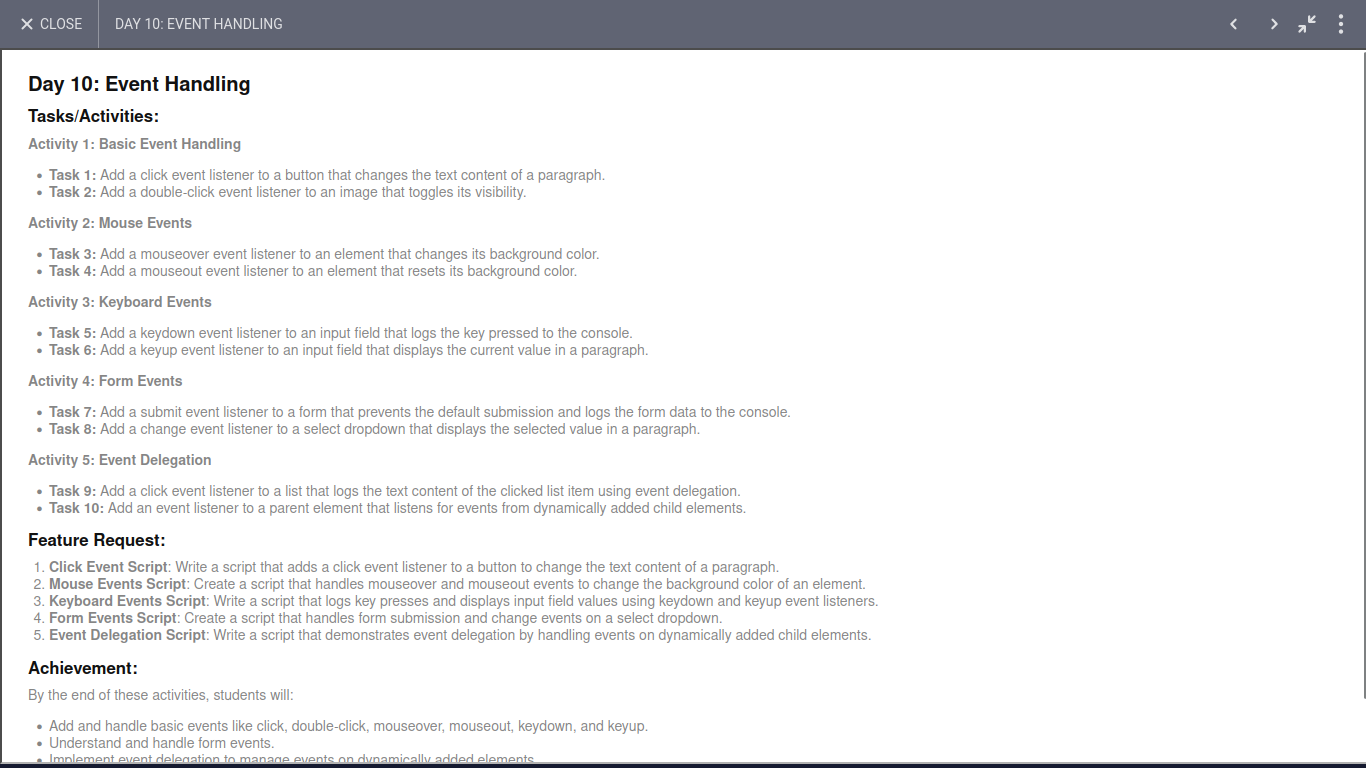 CLOSE
DAY 10: EVENT HANDLING
Day 10: Event Handling
Tasks/Activities:
Activity 1: Basic Event Handling
• Task 1: Add a click event listener to a button that changes the text content of a paragraph.
• Task 2: Add a double-click event listener to an image that toggles its visibility.
Activity 2: Mouse Events
• Task 3: Add a mouseover event listener to an element that changes its background color.
• Task 4: Add a mouseout event listener to an element that resets its background color.
Activity 3: Keyboard Events
• Task 5: Add a keydown event listener to an input field that logs the key pressed to the console.
• Task 6: Add a keyup event listener to an input field that displays the current value in a paragraph.
Activity 4: Form Events
• Task 7: Add a submit event listener to a form that prevents the default submission and logs the form data to the console.
• Task 8: Add a change event listener to a select dropdown that displays the selected value in a paragraph.
Activity 5: Event Delegation
• Task 9: Add a click event listener to a list that logs the text content of the clicked list item using event delegation.
• Task 10: Add an event listener to a parent element that listens for events from dynamically added child elements.
Feature Request:
1. Click Event Script: Write a script that adds a click event listener to a button to change the text content of a paragraph.
2. Mouse Events Script: Create a script that handles mouseover and mouseout events to change the background color of an element.
3. Keyboard Events Script: Write a script that logs key presses and displays input field values using keydown and keyup event listeners.
4. Form Events Script: Create a script that handles form submission and change events on a select dropdown.
5. Event Delegation Script: Write a script that demonstrates event delegation by handling events on dynamically added child elements.
Achievement:
By the end of these activities, students will:
• Add and handle basic events like click, double-click, mouseover, mouseout, keydown, and keyup.
• Understand and handle form events.
• Implement event delegation to manage events on dynamically added elements.